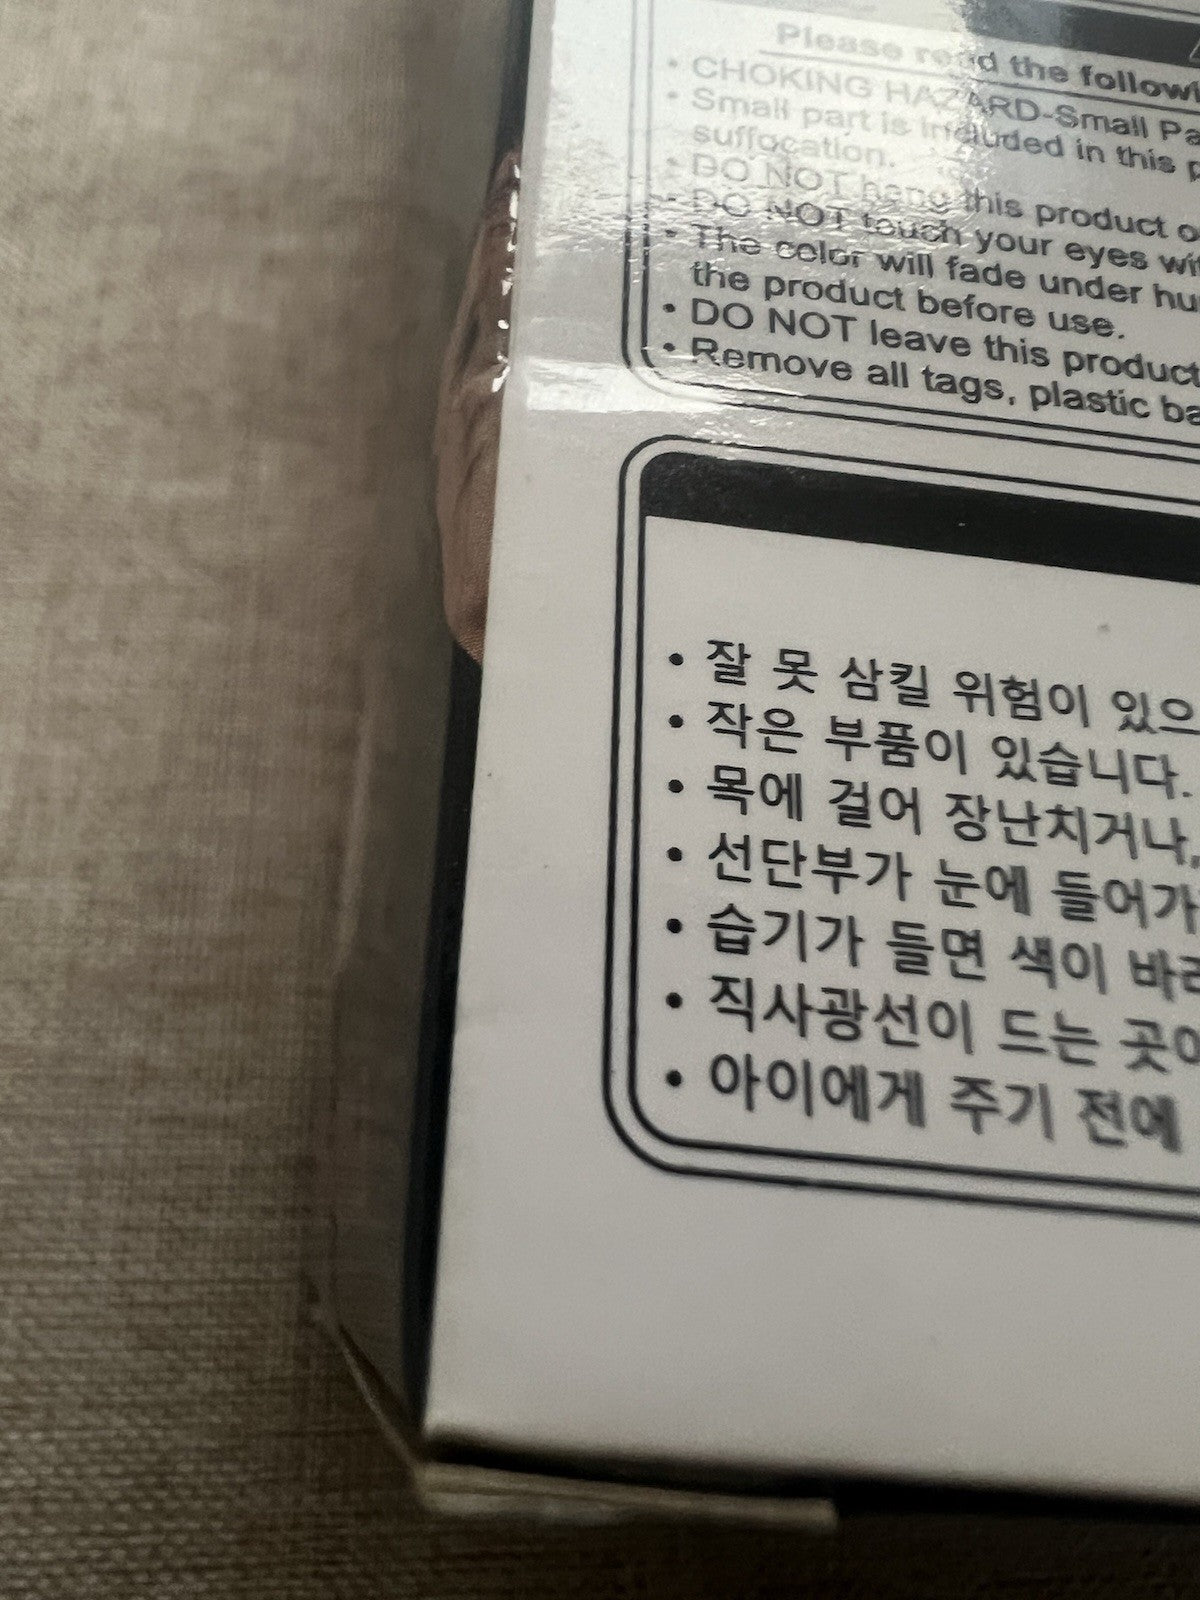 Please read the following
• CHOKING HAZARD-Small
• Small part is included in this
suffocation.
• DO NOT hang this product
• DO NOT touch your eyes
• The color will fade under
the product before use.
• DO NOT leave this product
• Remove all tags, plastic
• 잘 못 삼킬 위험이 있으
• 작은 부품이 있습니다.
• 목에 걸어 장난치거나,
• 선단부가 눈에 들어가
• 습기가 들면 색이 바
• 직사광선이 드는 곳에
• 아이에게 주기 전에